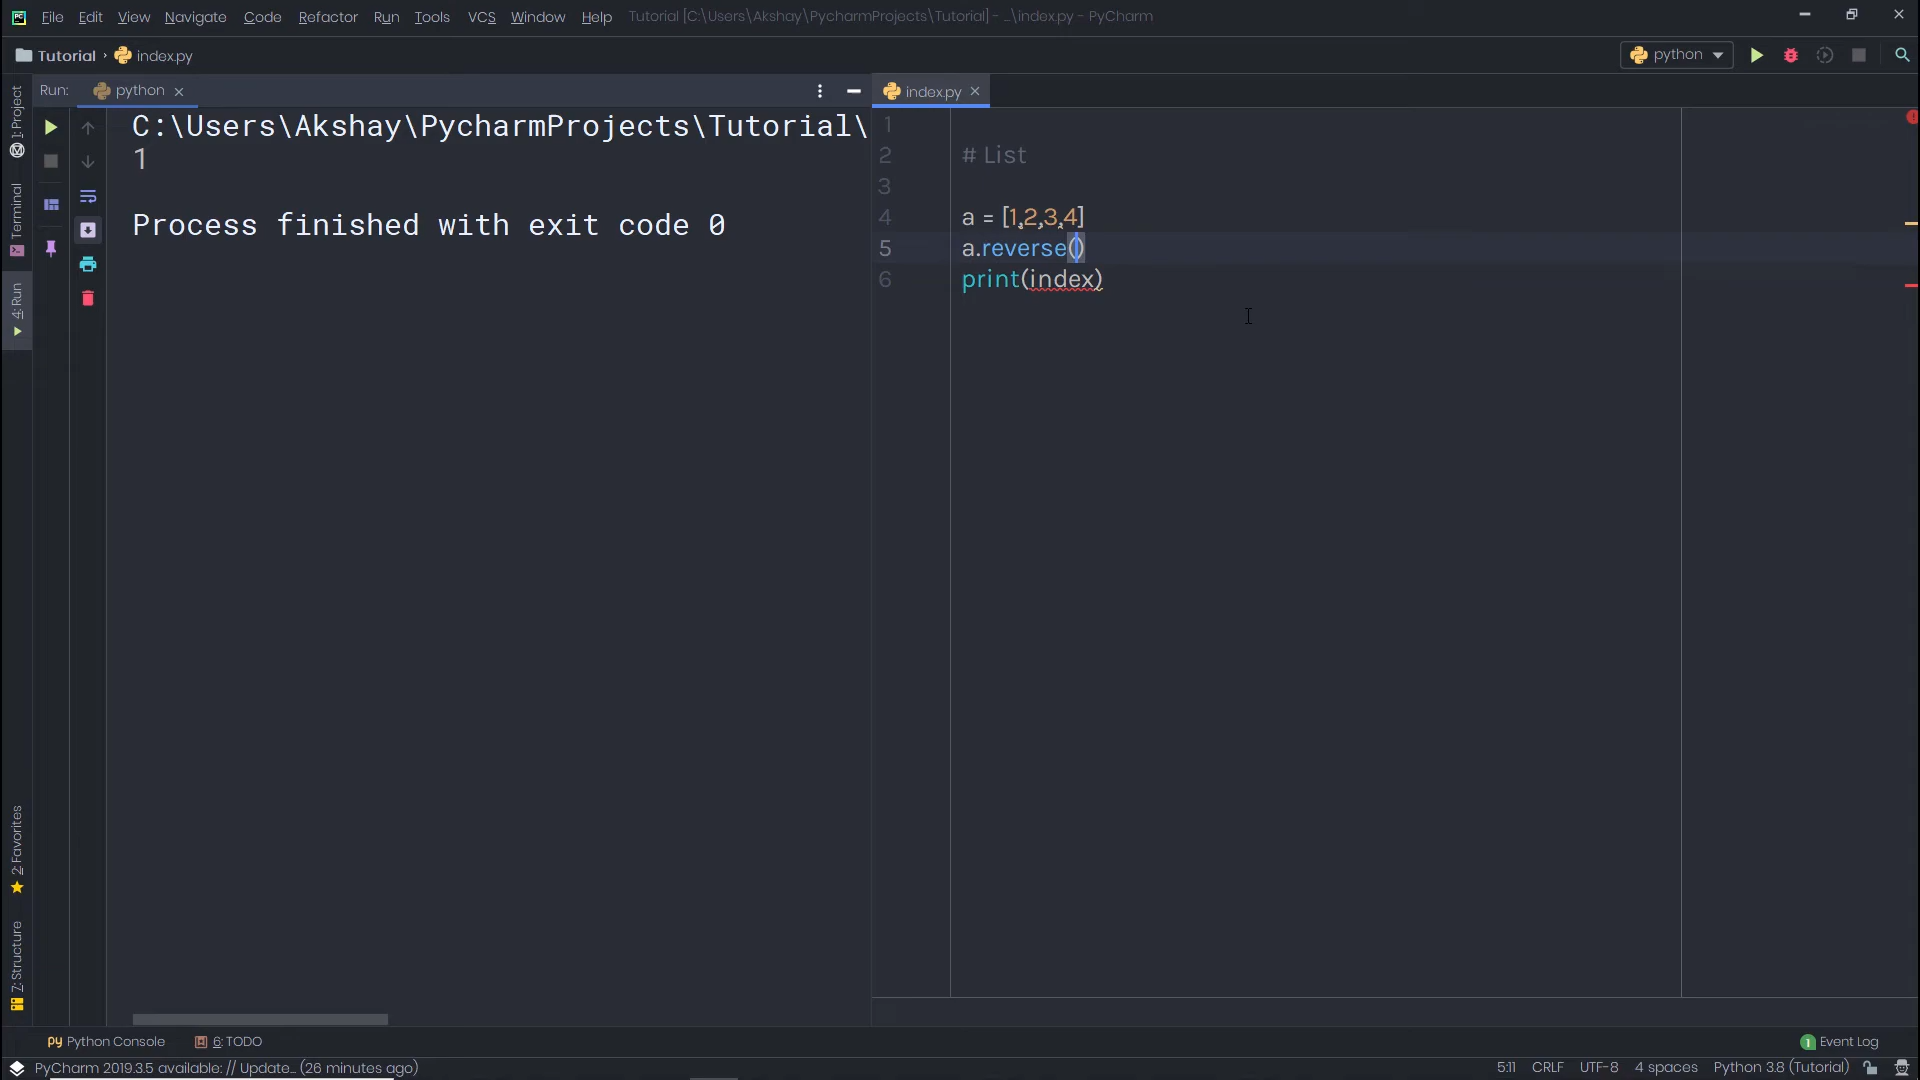 File Edit View Navigate Code Refactor Run Tools VCS Window Help Tutorial [C:\Users\Akshay\PycharmProjects\Tutorial] - ...\index.py - PyCharm
Tutorial index.py python
Run: python
index.py
1: Project
Terminal
4: Run
2: Favorites
7: Structure
C:\Users\Akshay\PycharmProjects\Tutorial\
1
Process finished with exit code 0
1
2 # List
3
4 a = [1,2,3,4]
5 a.reverse()
6 print(index)
Python Console 6: TODO 1 Event Log
PyCharm 2019.3.5 available: // Update... (26 minutes ago) 5:11 CRLF UTF-8 4 spaces Python 3.8 (Tutorial)